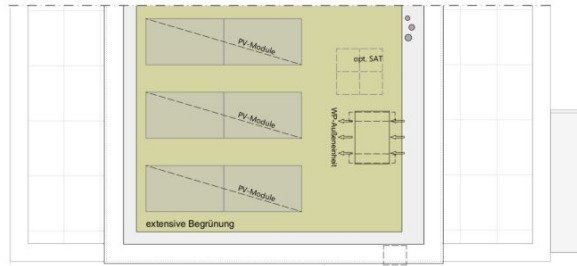 PV-Module
opt. SAT
PV-Module
WP-Außeneinheit
PV-Module
extensive Begrünung